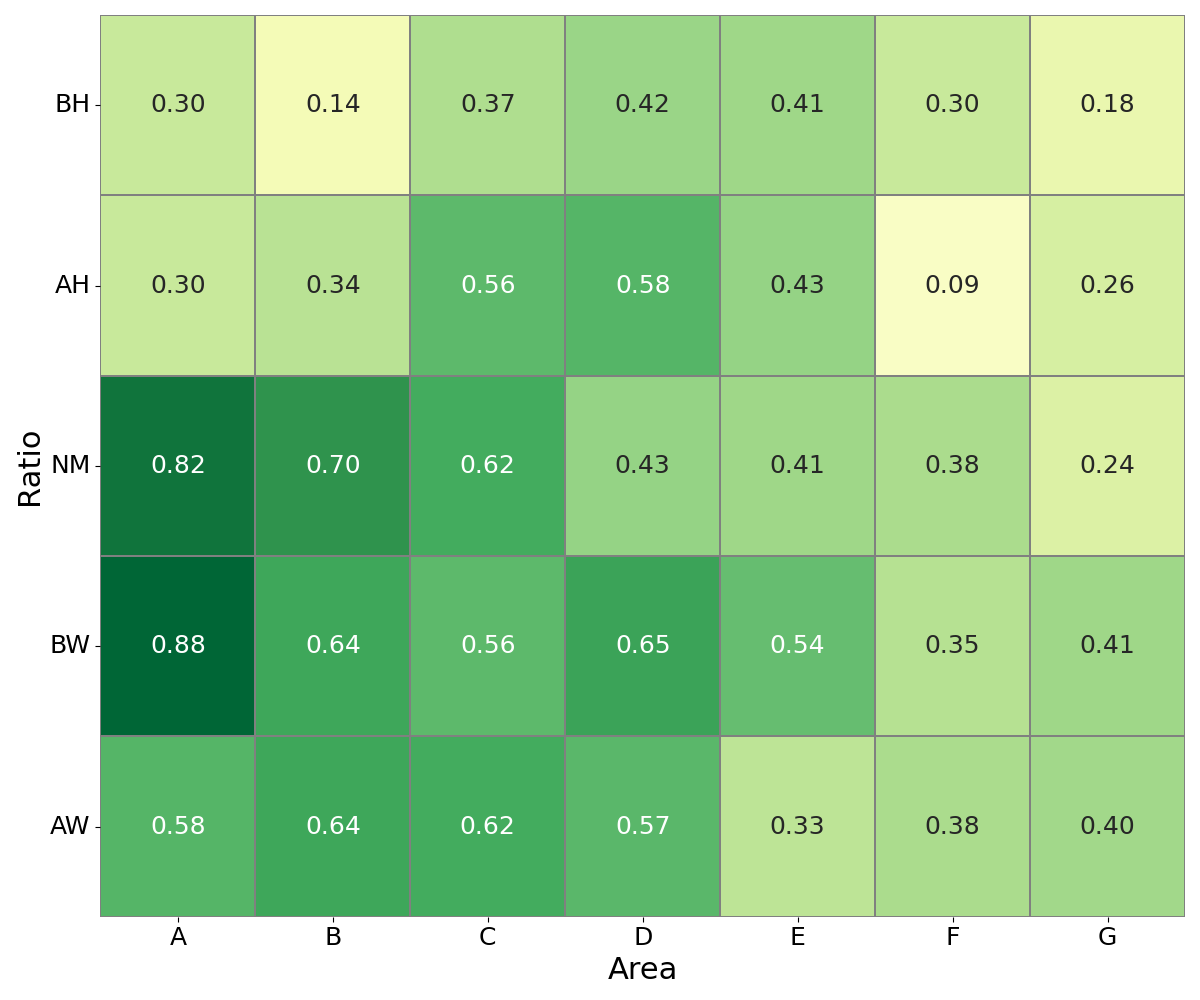 BH 0.30 0.14 0.37 0.42 0.41 0.30 0.18
AH 0.30 0.34 0.56 0.58 0.43 0.09 0.26
Ratio
NM 0.82 0.70 0.62 0.43 0.41 0.38 0.24
BW 0.88 0.64 0.56 0.65 0.54 0.35 0.41
AW 0.58 0.64 0.62 0.57 0.33 0.38 0.40
A B C D E F G
Area